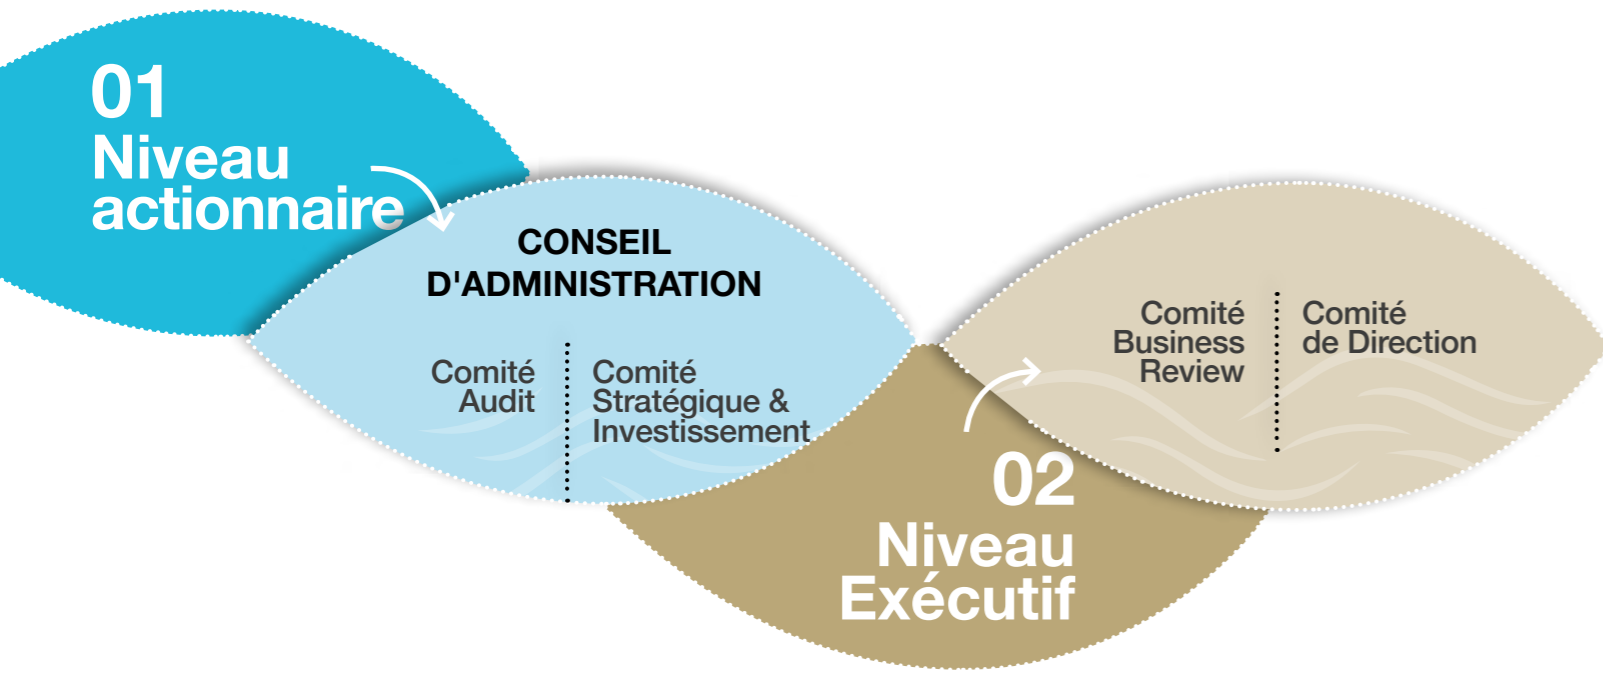 01
Niveau
actionnaire
CONSEIL
D'ADMINISTRATION
Comité
Audit
Comité
Stratégique &
Investissement
02
Niveau
Exécutif
Comité
Business
Review
Comité
de Direction